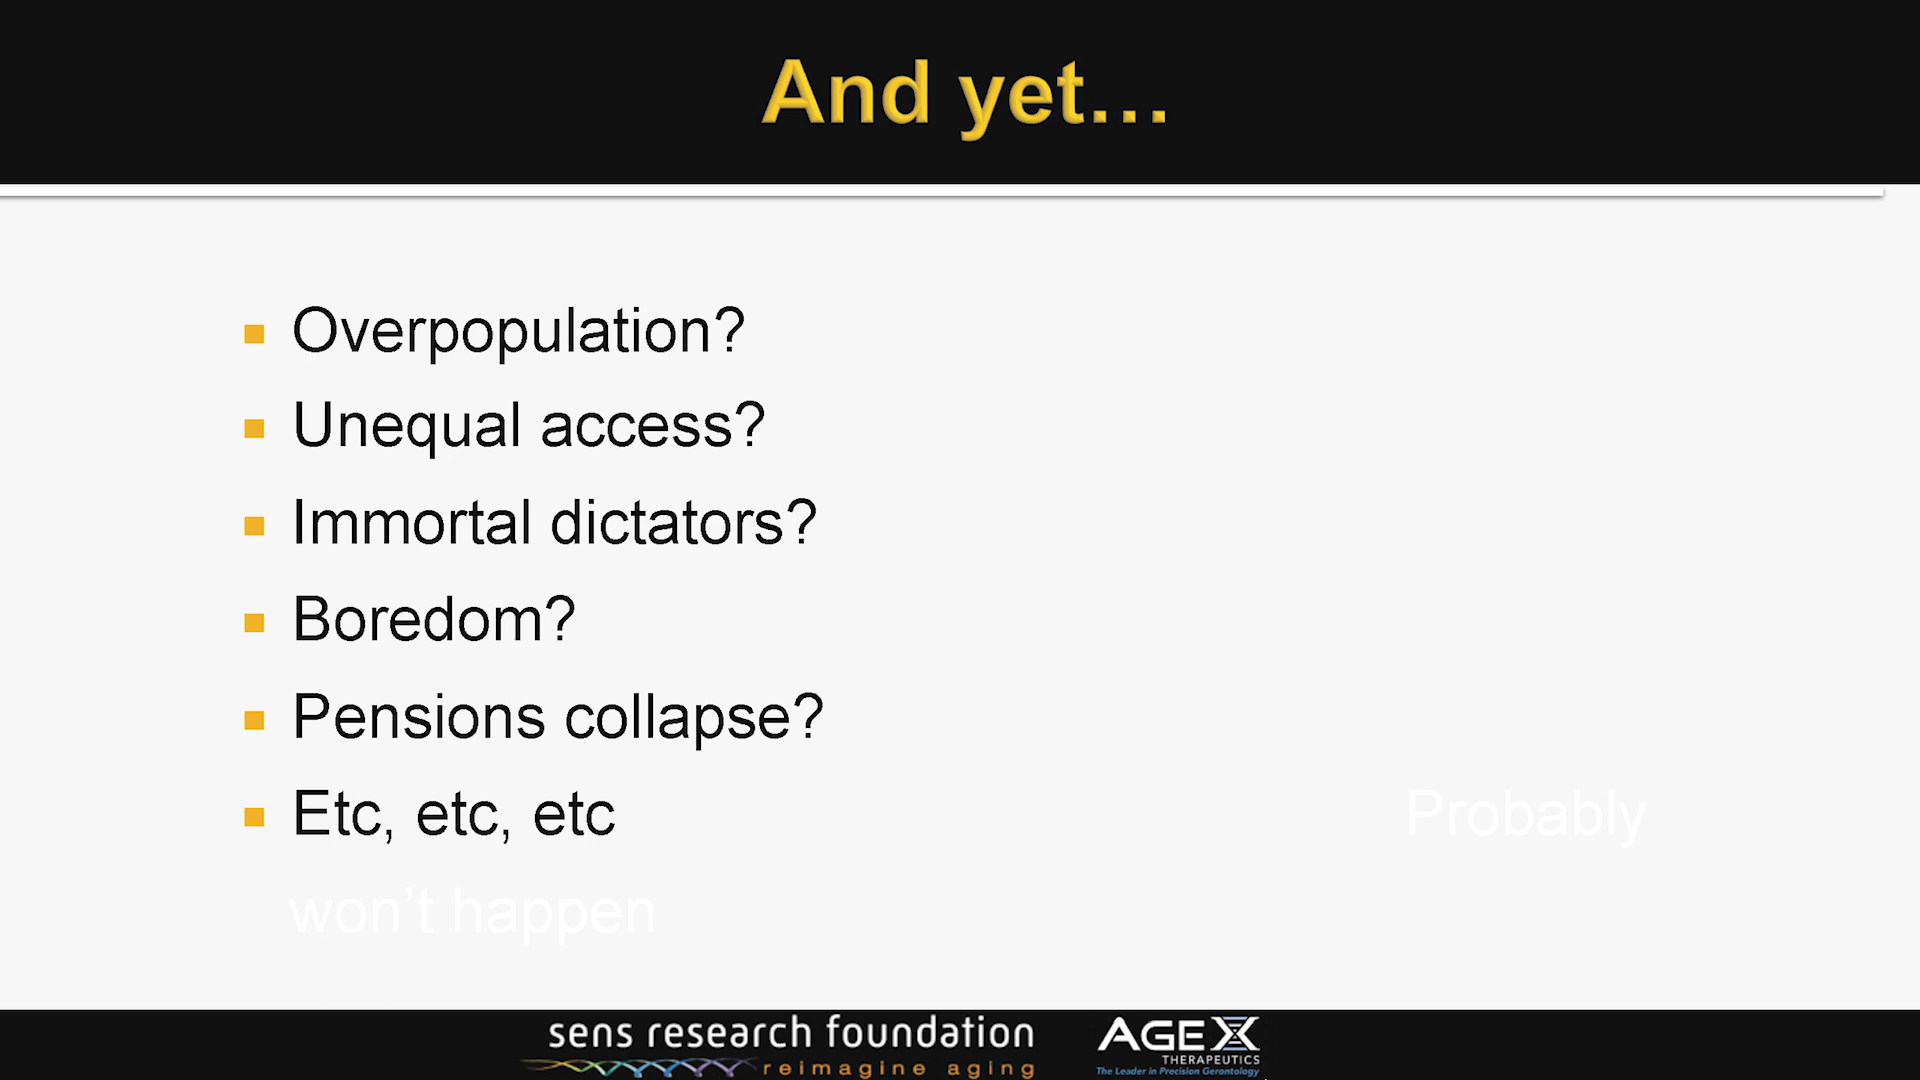 And yet…
Overpopulation?
Unequal access?
Immortal dictators?
Boredom?
Pensions collapse?
Etc, etc, etc Probably
won’t happen
sens research foundation
reimagine aging
AGEX
THERAPEUTICS
The Leader in Precision Gerontology